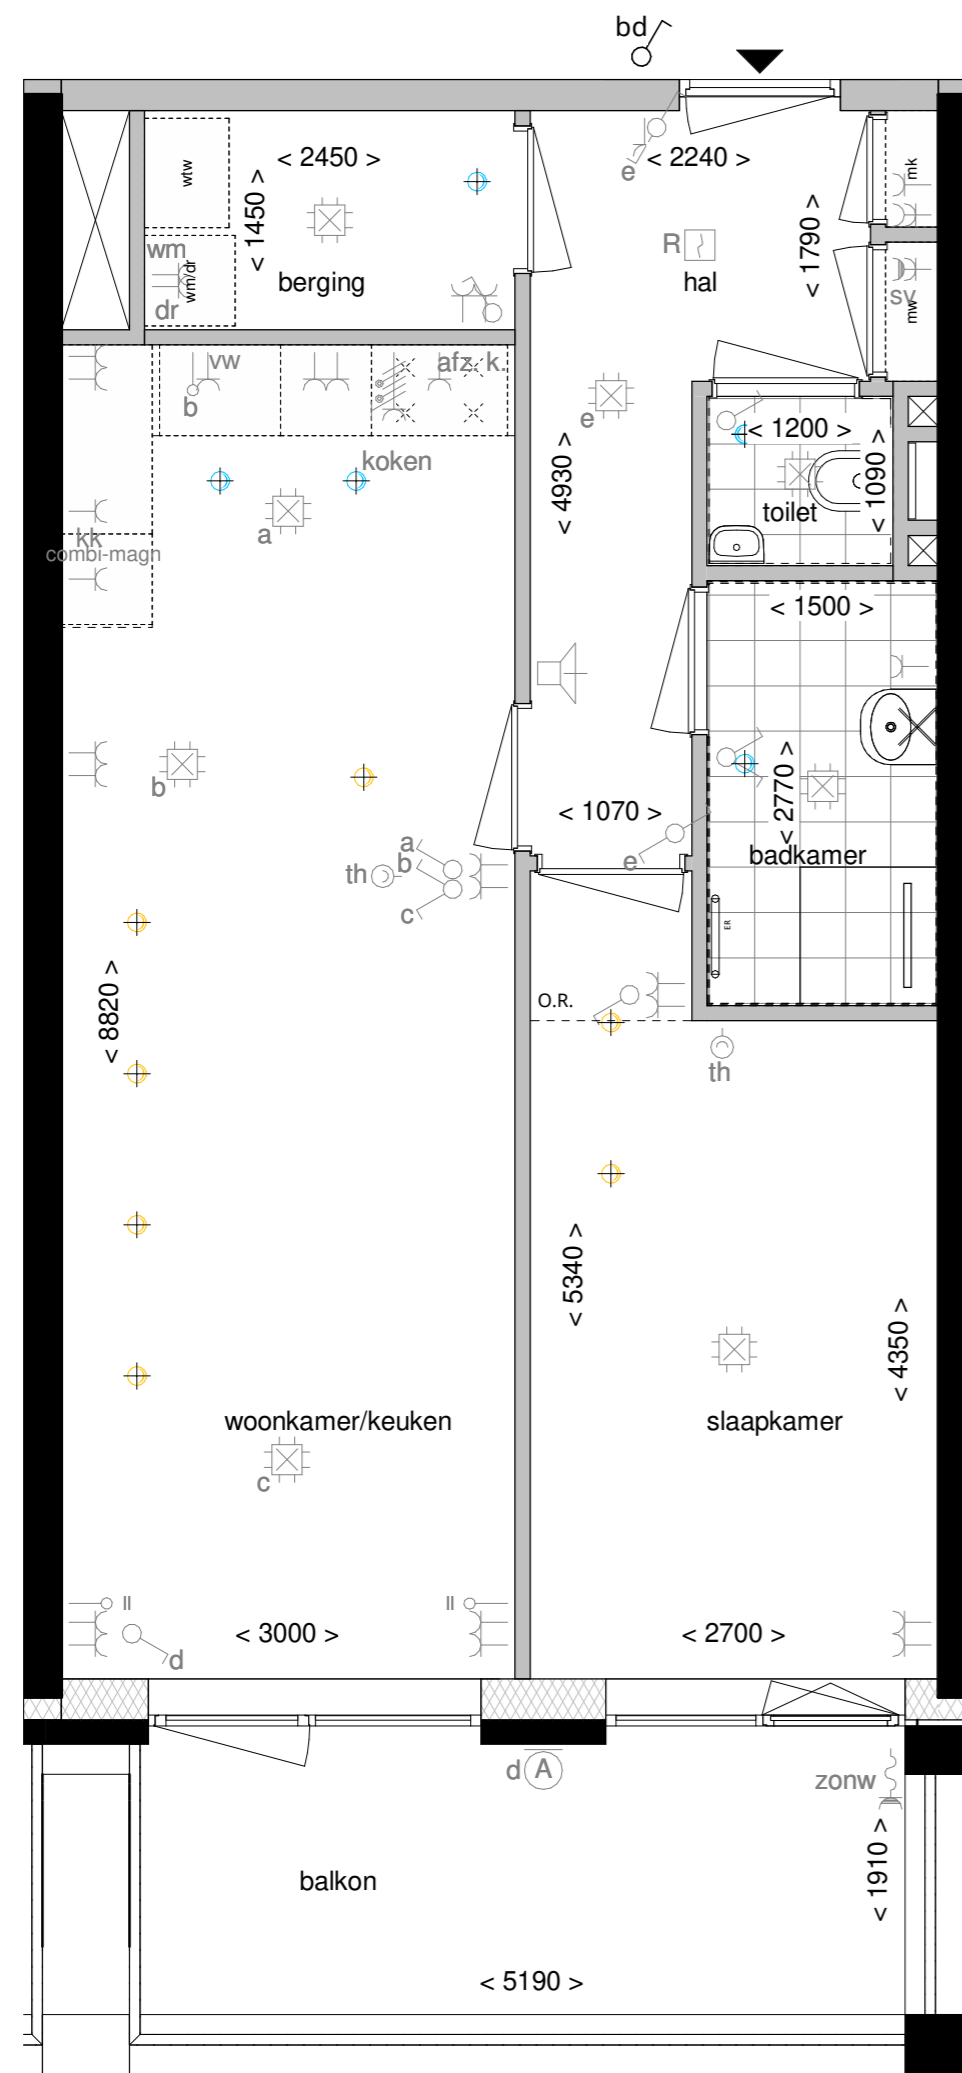 bd
< 2450 >
e
< 2240 >
wtw
mk
< 1450 >
< 1790 >
R
wm
wm/dr
berging
hal
dr
sv
mw
vw
afz. k.
b
e
< 1200 >
koken
< 4930 >
< 1090 >
toilet
a
kk
combi-magn
< 1500 >
b
< 2770 >
< 1070 >
a
b
th
e
badkamer
c
ER
O.R.
< 8820 >
th
< 5340 >
< 4350 >
woonkamer/keuken
slaapkamer
c
II
II
d
< 3000 >
< 2700 >
d
A
zonw
< 1910 >
balkon
< 5190 >